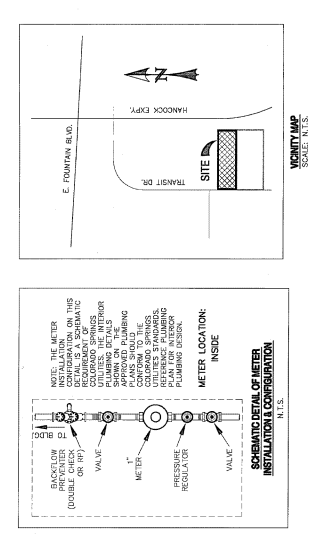 E. FOUNTAIN BLVD.
HANCOCK EXPY.
TRANSIT DR.
SITE
N
VICINITY MAP
SCALE: N.T.S.
NOTE: THE METER
INSTALLATION
CONFIGURATION ON THIS
DETAIL IS A SCHEMATIC
REQUIREMENT OF
COLORADO SPRINGS
UTILITIES. THE INTERIOR
PLUMBING DETAILS
SHOWN ON THE
APPROVED PLUMBING
PLANS SHOULD
CONFORM TO THE
COLORADO SPRINGS
UTILITIES STANDARDS.
REFERENCE PLUMBING
PLAN FOR INTERIOR
PLUMBING DESIGN.
METER LOCATION:
INSIDE
TO BLDG.
BACKFLOW
PREVENTER
(DOUBLE CHECK
OR RP)
VALVE
1"
METER
PRESSURE
REGULATOR
VALVE
SCHEMATIC DETAIL OF METER
INSTALLATION & CONFIGURATION
N.T.S.